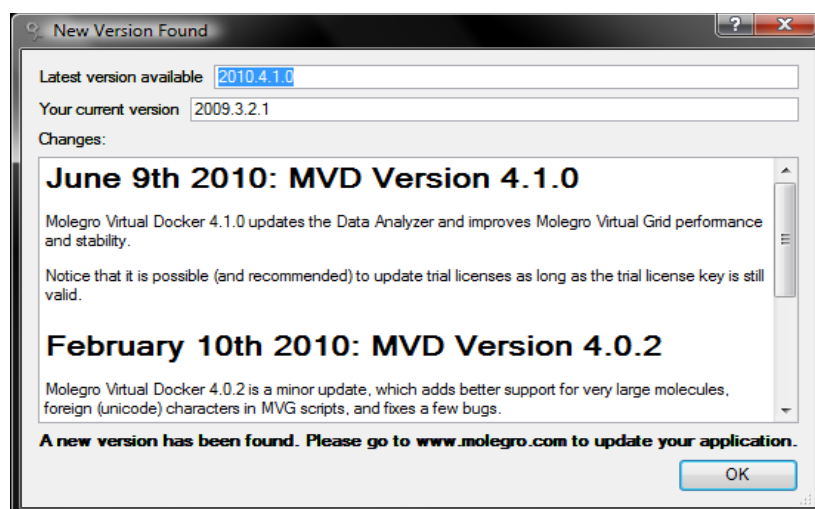 New Version Found
Latest version available 2010.4.1.0
Your current version 2009.3.2.1
Changes:
June 9th 2010: MVD Version 4.1.0
Molegro Virtual Docker 4.1.0 updates the Data Analyzer and improves Molegro Virtual Grid performance
and stability.
Notice that it is possible (and recommended) to update trial licenses as long as the trial license key is still
valid.
February 10th 2010: MVD Version 4.0.2
Molegro Virtual Docker 4.0.2 is a minor update, which adds better support for very large molecules,
foreign (unicode) characters in MVG scripts, and fixes a few bugs.
A new version has been found. Please go to www.molegro.com to update your application.
OK